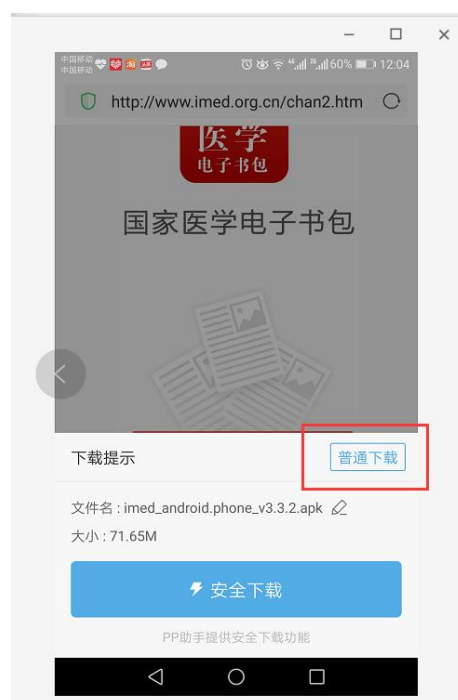 中国移动
中国移动
4G 2G 60% 12:04
http://www.imed.org.cn/chan2.htm
医学
电子书包
国家医学电子书包
下载提示
普通下载
文件名 : imed_android.phone_v3.3.2.apk
大小 : 71.65M
安全下载
PP助手提供安全下载功能